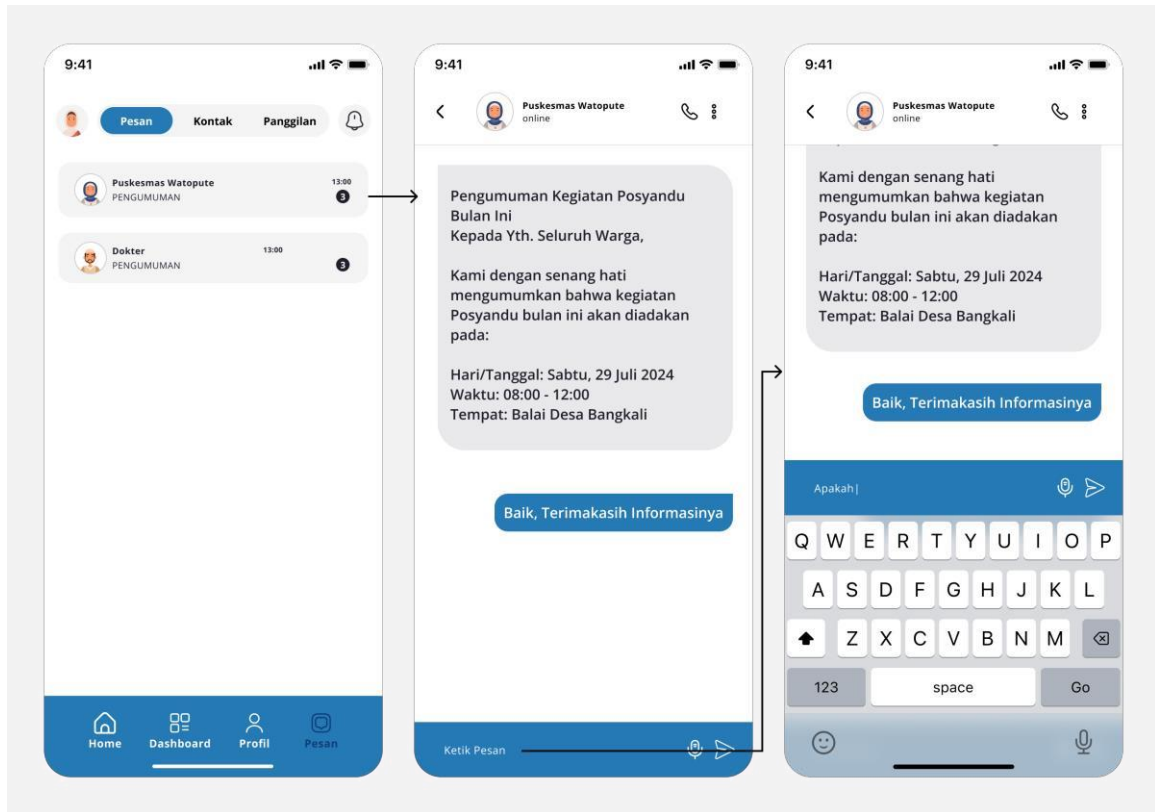 9:41
Pesan Kontak Panggilan
Puskesmas Watopute 13:00
PENGUMUMAN 3
Dokter 13:00
PENGUMUMAN 3
Home Dashboard Profil Pesan
9:41
Puskesmas Watopute
online
Pengumuman Kegiatan Posyandu
Bulan Ini
Kepada Yth. Seluruh Warga,
Kami dengan senang hati
mengumumkan bahwa kegiatan
Posyandu bulan ini akan diadakan
pada:
Hari/Tanggal: Sabtu, 29 Juli 2024
Waktu: 08:00 - 12:00
Tempat: Balai Desa Bangkali
Baik, Terimakasih Informasinya
Ketik Pesan
9:41
Puskesmas Watopute
online
Kami dengan senang hati
mengumumkan bahwa kegiatan
Posyandu bulan ini akan diadakan
pada:
Hari/Tanggal: Sabtu, 29 Juli 2024
Waktu: 08:00 - 12:00
Tempat: Balai Desa Bangkali
Baik, Terimakasih Informasinya
Apakah|
Q W E R T Y U I O P
A S D F G H J K L
Z X C V B N M
123 space Go